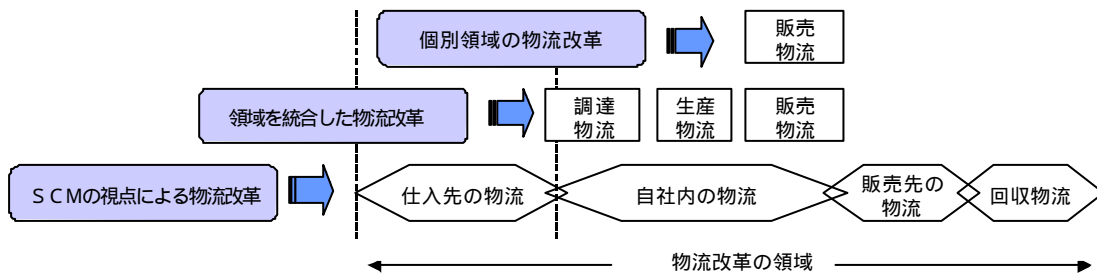 個別領域の物流改革
販売
物流
領域を統合した物流改革
調達
物流
生産
物流
販売
物流
ＳＣＭの視点による物流改革
仕入先の物流
自社内の物流
販売先の
物流
回収物流
物流改革の領域